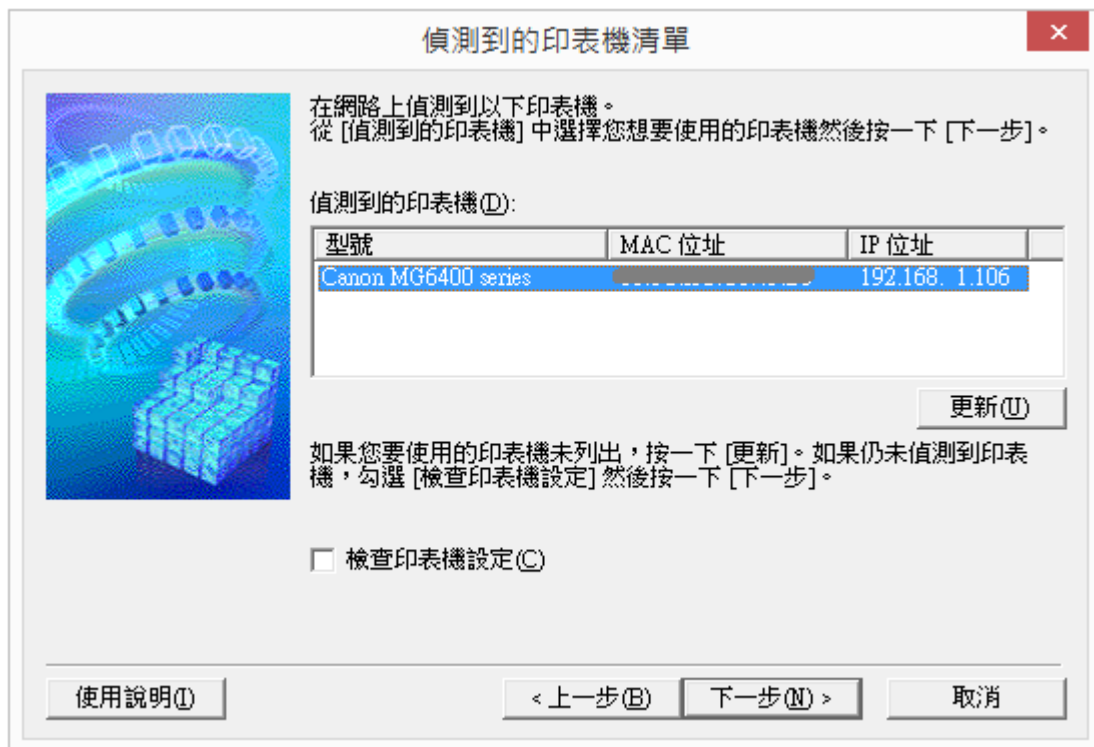 偵測到的印表機清單
在網路上偵測到以下印表機。
從 [偵測到的印表機] 中選擇您想要使用的印表機然後按一下 [下一步]。
偵測到的印表機(D):
型號 MAC 位址 IP 位址
Canon MG6400 series 192.168. 1.106
更新(U)
如果您要使用的印表機未列出，按一下 [更新]。如果仍未偵測到印表
機，勾選 [檢查印表機設定] 然後按一下 [下一步]。
檢查印表機設定(C)
使用說明(I) <上一步(B) 下一步(N) > 取消